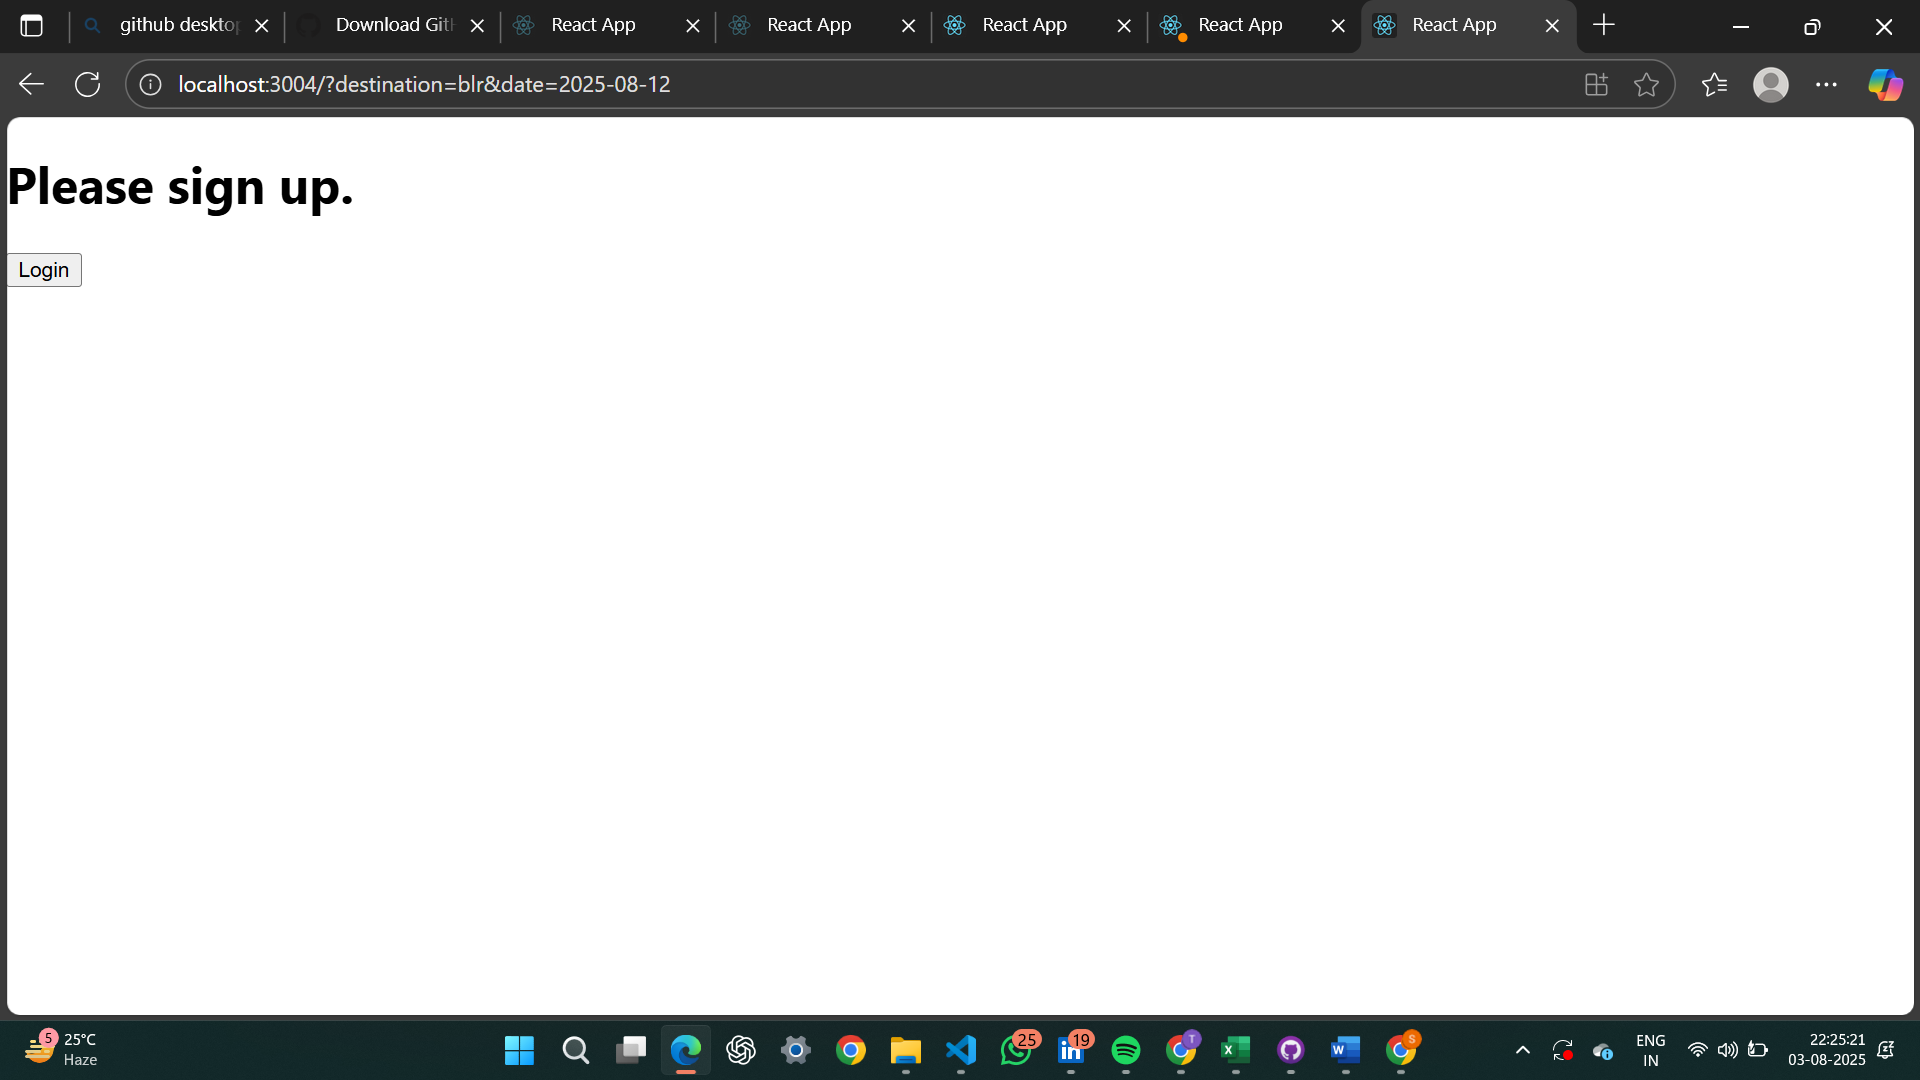 github desktop
Download Git
React App
React App
React App
React App
React App
localhost:3004/?destination=blr&date=2025-08-12
Please sign up.
Login
5
25°C
Haze
25
19
T
S
ENG
IN
22:25:21
03-08-2025